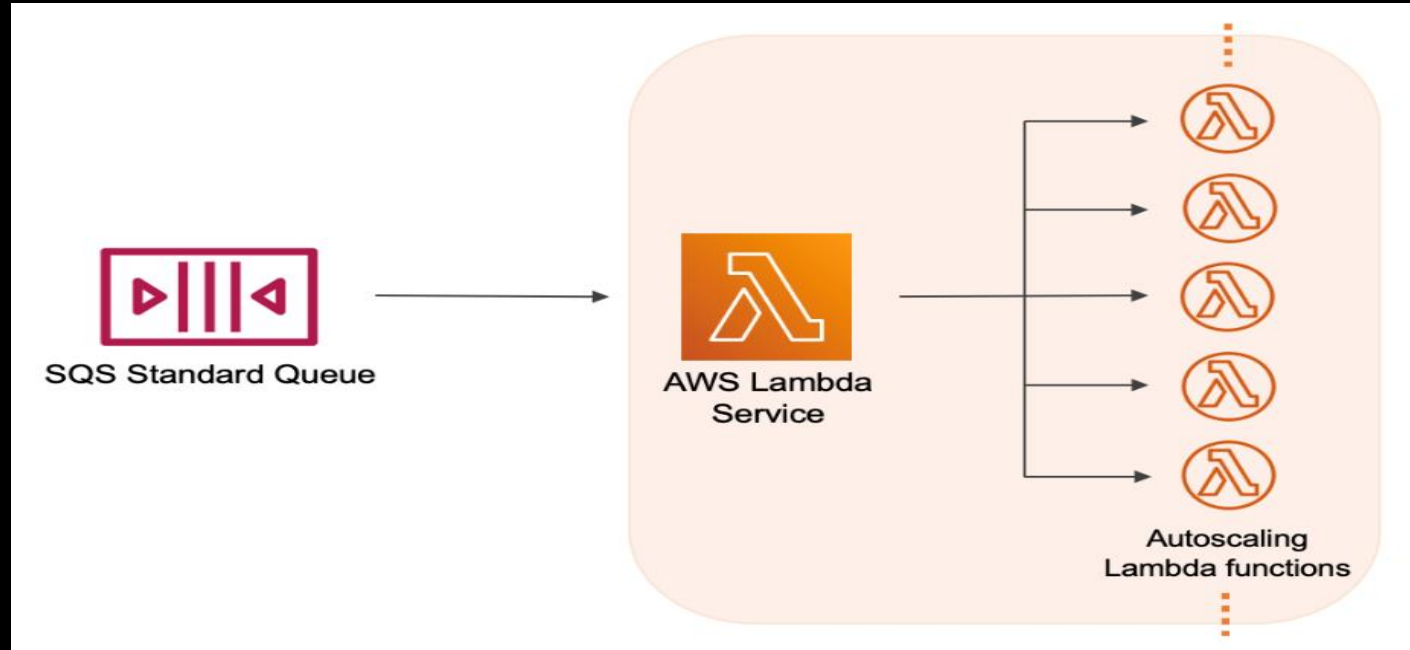 SQS Standard Queue
AWS Lambda
Service
Autoscaling
Lambda functions